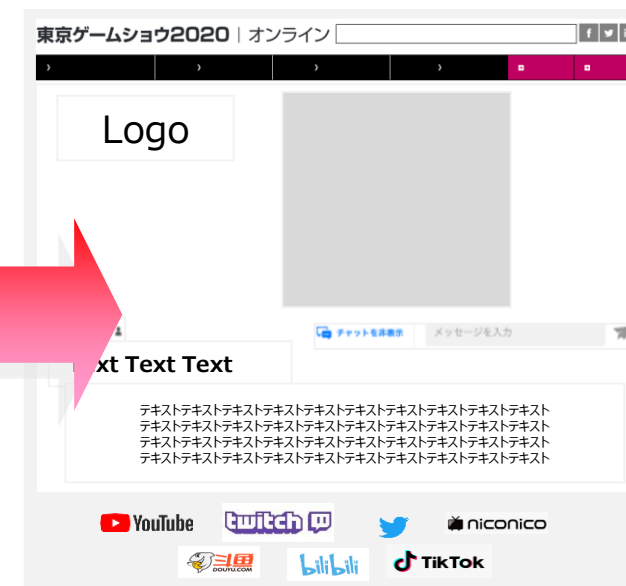 東京ゲームショウ2020 | オンライン
Logo
チャットを非表示
メッセージを入力
Text Text
テキストテキストテキストテキストテキストテキストテキストテキストテキスト
テキストテキストテキストテキストテキストテキストテキストテキストテキスト
テキストテキストテキストテキストテキストテキストテキストテキストテキスト
テキストテキストテキストテキストテキストテキストテキストテキストテキスト
YouTube
twitch
niconico
斗鱼
DOUYU.COM
bilibili
TikTok